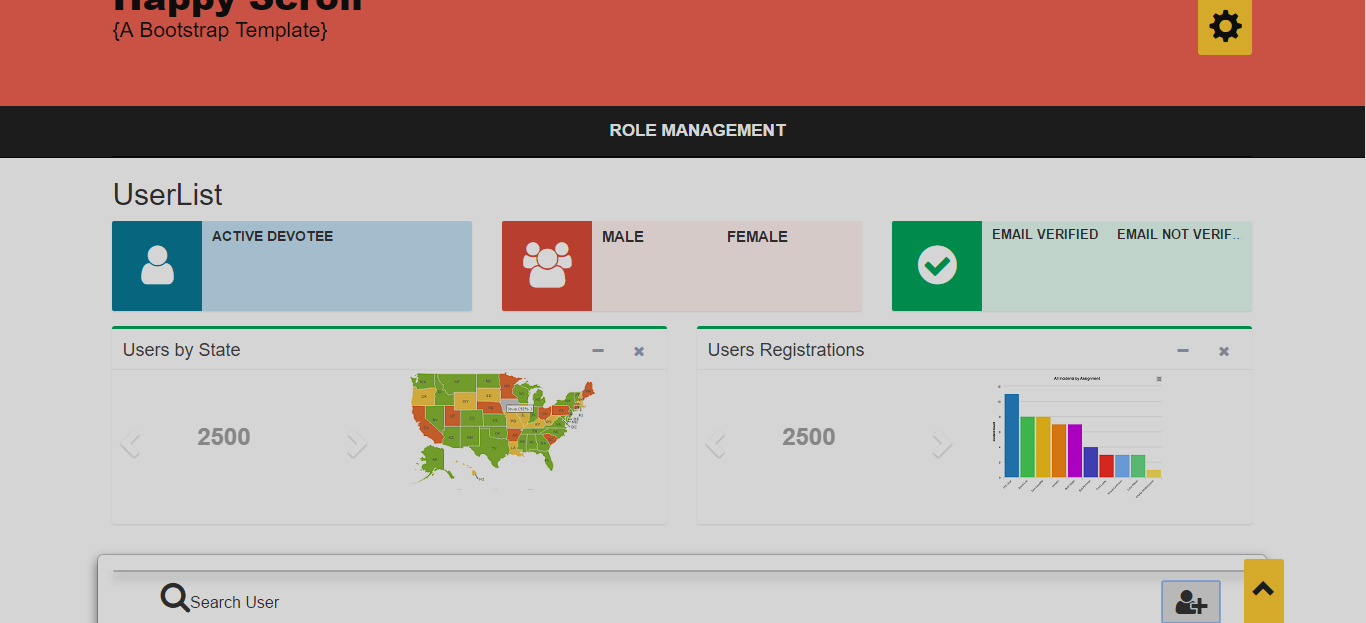 Happy Scroll
{A Bootstrap Template}
ROLE MANAGEMENT
UserList
ACTIVE DEVOTEE
MALE FEMALE
EMAIL VERIFIED EMAIL NOT VERIF..
Users by State
Users Registrations
2500
2500
All Incidents by Assignment
Search User